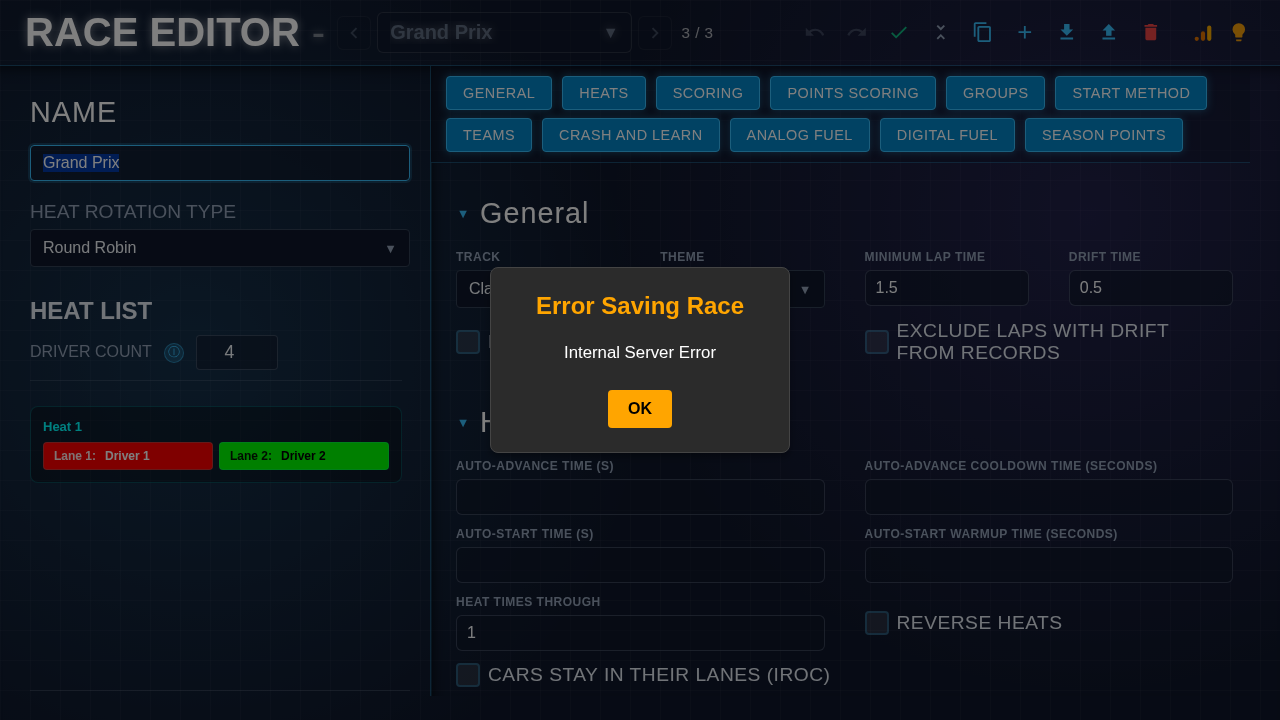 RACE EDITOR -
Grand Prix
3 / 3
NAME
Grand Prix
HEAT ROTATION TYPE
Round Robin
HEAT LIST
DRIVER COUNT
4
Heat 1
Lane 1: Driver 1
Lane 2: Driver 2
GENERAL
HEATS
SCORING
POINTS SCORING
GROUPS
START METHOD
TEAMS
CRASH AND LEARN
ANALOG FUEL
DIGITAL FUEL
SEASON POINTS
General
TRACK
THEME
MINIMUM LAP TIME
DRIFT TIME
1.5
0.5
EXCLUDE LAPS WITH DRIFT
FROM RECORDS
Error Saving Race
Internal Server Error
OK
AUTO-ADVANCE TIME (S)
AUTO-ADVANCE COOLDOWN TIME (SECONDS)
AUTO-START TIME (S)
AUTO-START WARMUP TIME (SECONDS)
HEAT TIMES THROUGH
1
REVERSE HEATS
CARS STAY IN THEIR LANES (IROC)